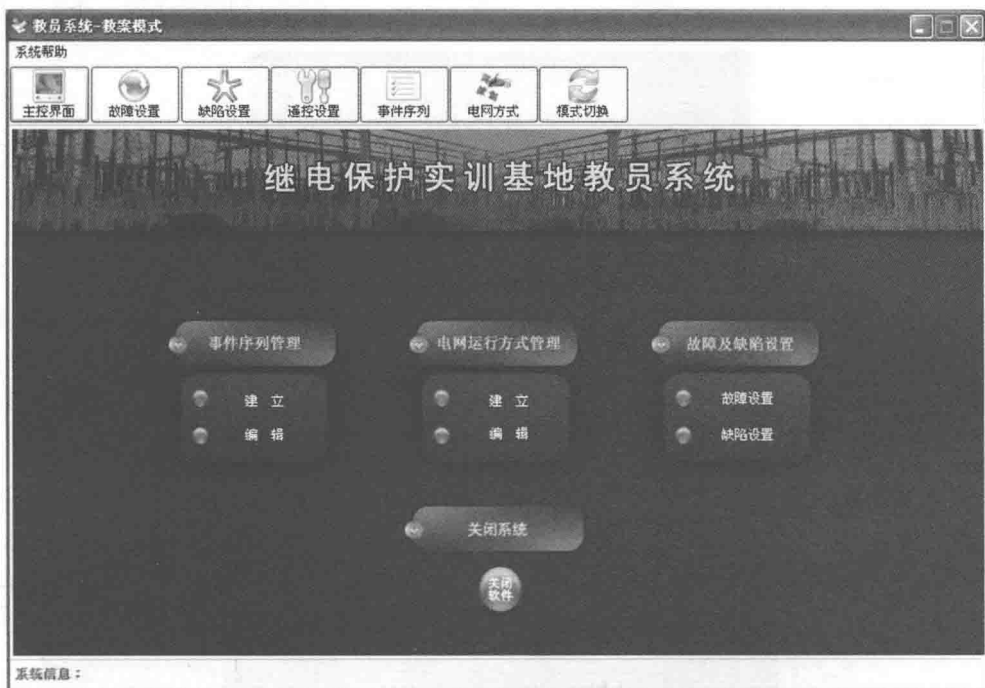 教员系统-教案模式
系统帮助
主控界面 故障设置 缺陷设置 遥控设置 事件序列 电网方式 模式切换
继电保护实训基地教员系统
事件序列管理 电网运行方式管理 故障及缺陷设置
建立 建立 故障设置
编辑 编辑 缺陷设置
关闭系统
关闭
软件
系统信息：